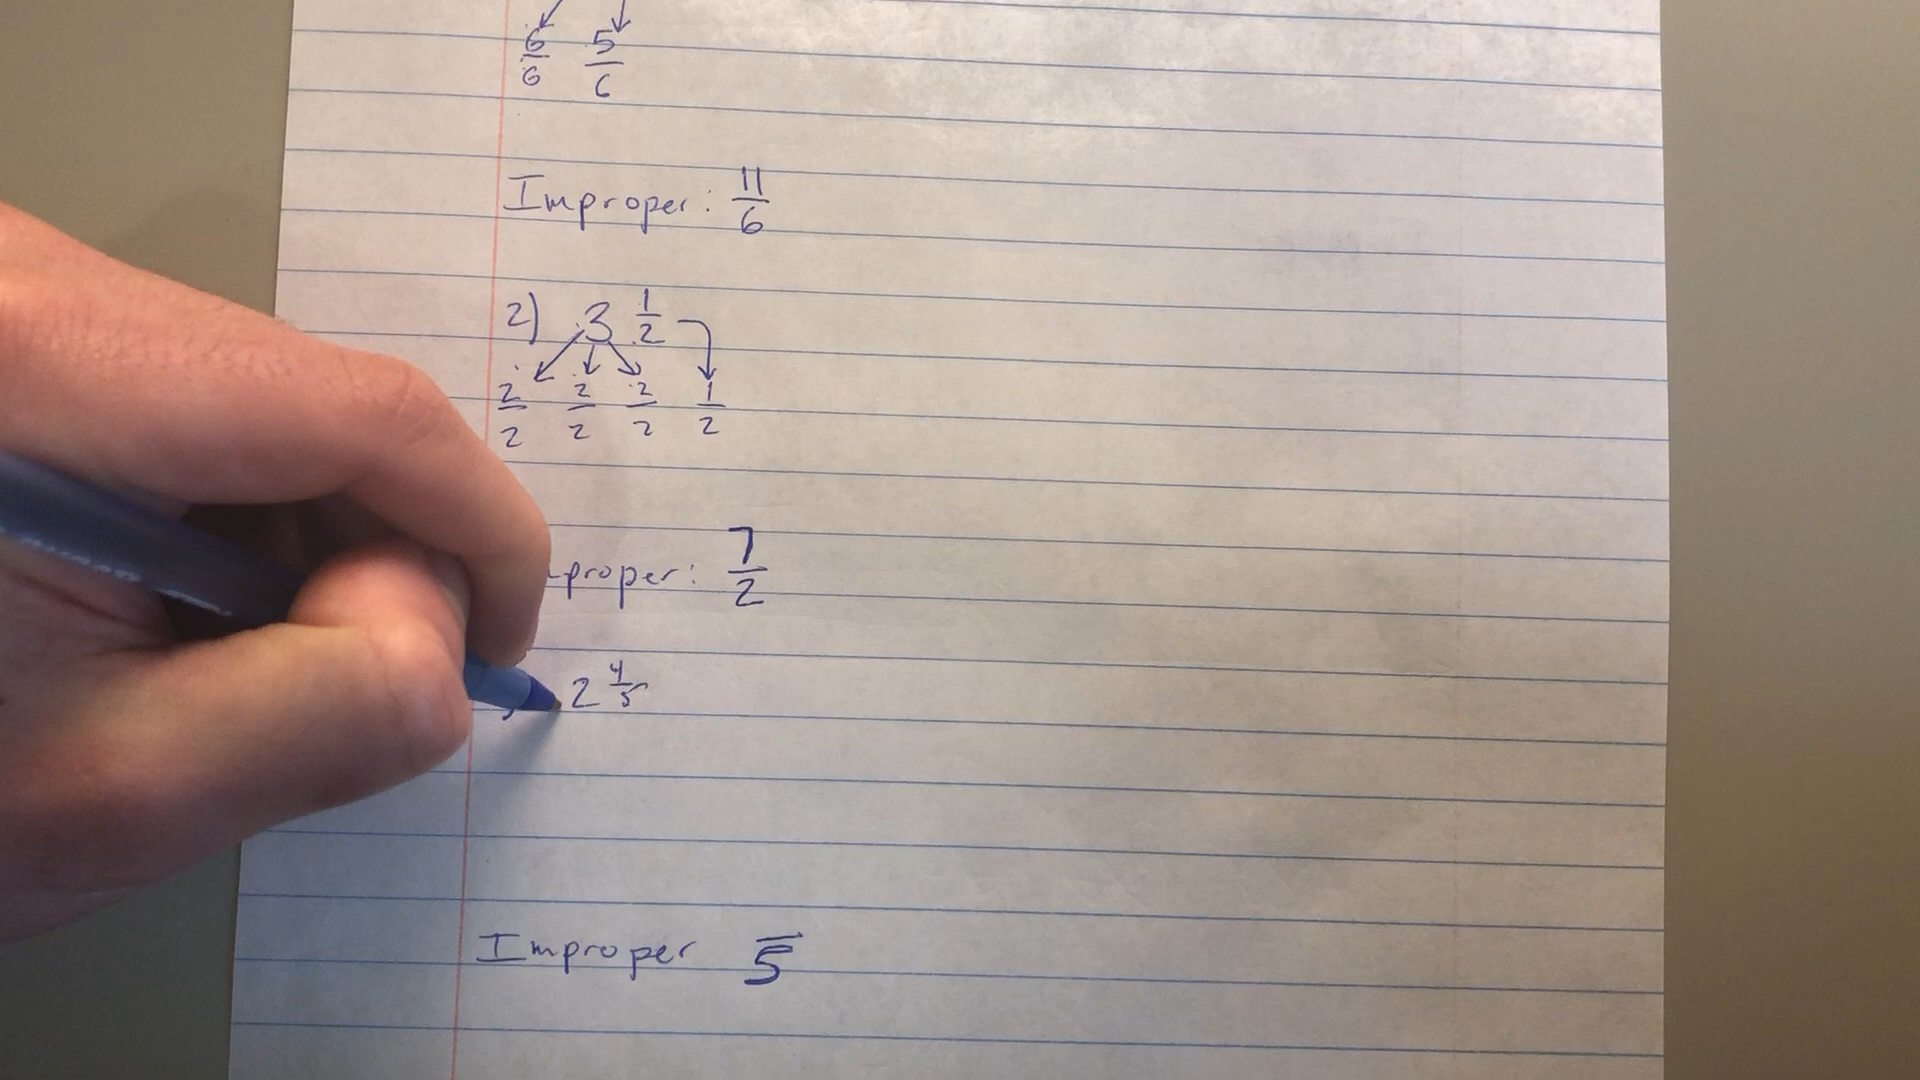 6/6 5/6
Improper: 11/6
2) 3 1/2
2/2 2/2 2/2 1/2
proper: 7/2
2 4/5
Improper 5